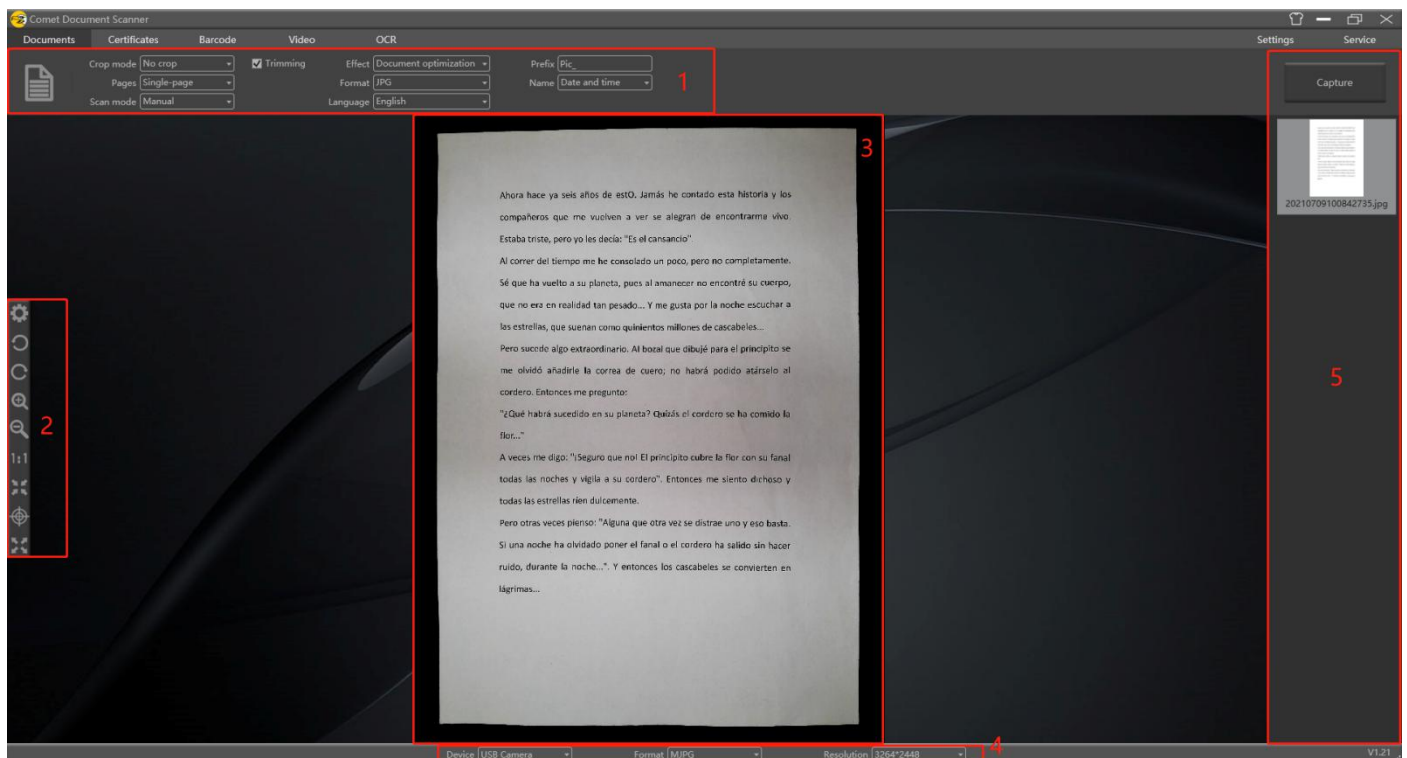 Comet Document Scanner
Documents Certificates Barcode Video OCR Settings Service
Crop mode No crop Trimming Effect Document optimization Prefix Pic_
Pages Single-page Format JPG Name Date and time 1
Scan mode Manual Language English
Capture
20210709100842735.jpg
3
Ahora hace ya seis años de estO. Jamás he contado esta historia y los
compañeros que me vuelven a ver se alegran de encontrarme vivo.
Estaba triste, pero yo les decía: "Es el cansancio"
Al correr del tiempo me he consolado un poco, pero no completamente.
Sé que ha vuelto a su planeta, pues al amanecer no encontré su cuerpo,
que no era en realidad tan pesado... Y me gusta por la noche escuchar a
las estrellas, que suenan como quinientos millones de cascabeles...
Pero sucede algo extraordinario. Al bozal que dibujé para el principito se
me olvidó añadirle la correa de cuero; no habrá podido atárselo al
cordero. Entonces me pregunto:
"¿Qué habrá sucedido en su planeta? Quizás el cordero se ha comido la
flor..."
A veces me digo: "¡Seguro que no! El principito cubre la flor con su fanal
todas las noches y vigila a su cordero". Entonces me siento dichoso y
todas las estrellas ríen dulcemente.
Pero otras veces pienso: "Alguna que otra vez se distrae uno y eso basta.
Si una noche ha olvidado poner el fanal o el cordero ha salido sin hacer
ruido, durante la noche...". Y entonces los cascabeles se convierten en
lágrimas...
2
1:1
5
Device USB Camera Format MJPG Resolution 3264*2448 4
V1.21